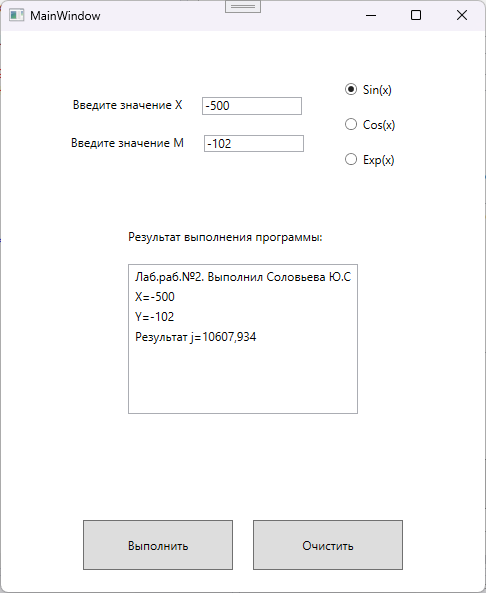 MainWindow
Введите значение X
-500
Sin(x)
Cos(x)
Введите значение M
-102
Exp(x)
Результат выполнения программы:
Лаб.раб.№2. Выполнил Соловьева Ю.С
X=-500
Y=-102
Результат j=10607,934
Выполнить
Очистить